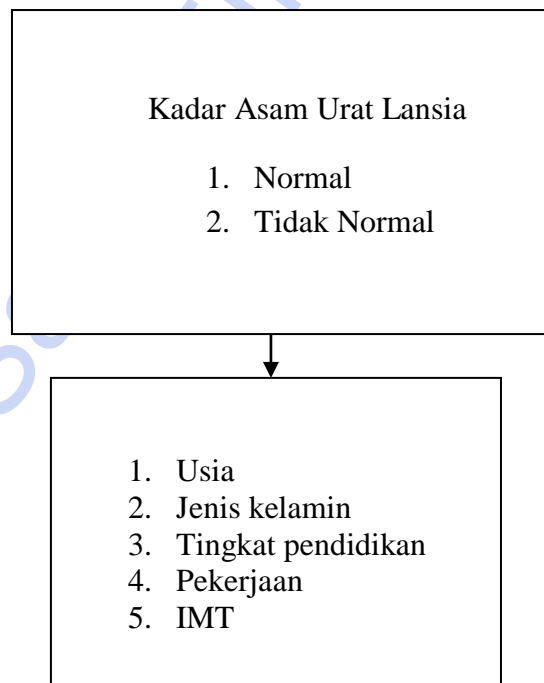 Kadar Asam Urat Lansia
1. Normal
2. Tidak Normal
1. Usia
2. Jenis kelamin
3. Tingkat pendidikan
4. Pekerjaan
5. IMT